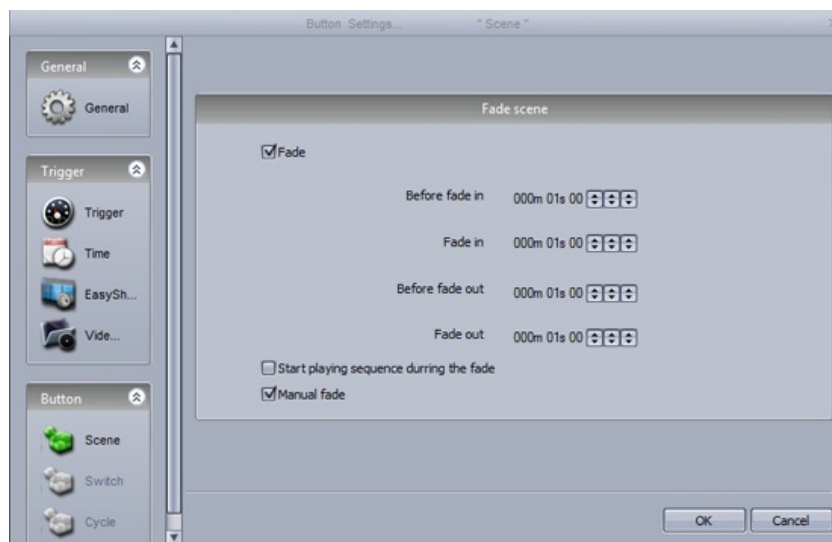 Button Settings... " Scene "
General
General
Trigger
Trigger
Time
EasySh...
Vide...
Button
Scene
Switch
Cycle
Fade scene
Fade
Before fade in 000m 01s 00
Fade in 000m 01s 00
Before fade out 000m 01s 00
Fade out 000m 01s 00
Start playing sequence durring the fade
Manual fade
OK Cancel